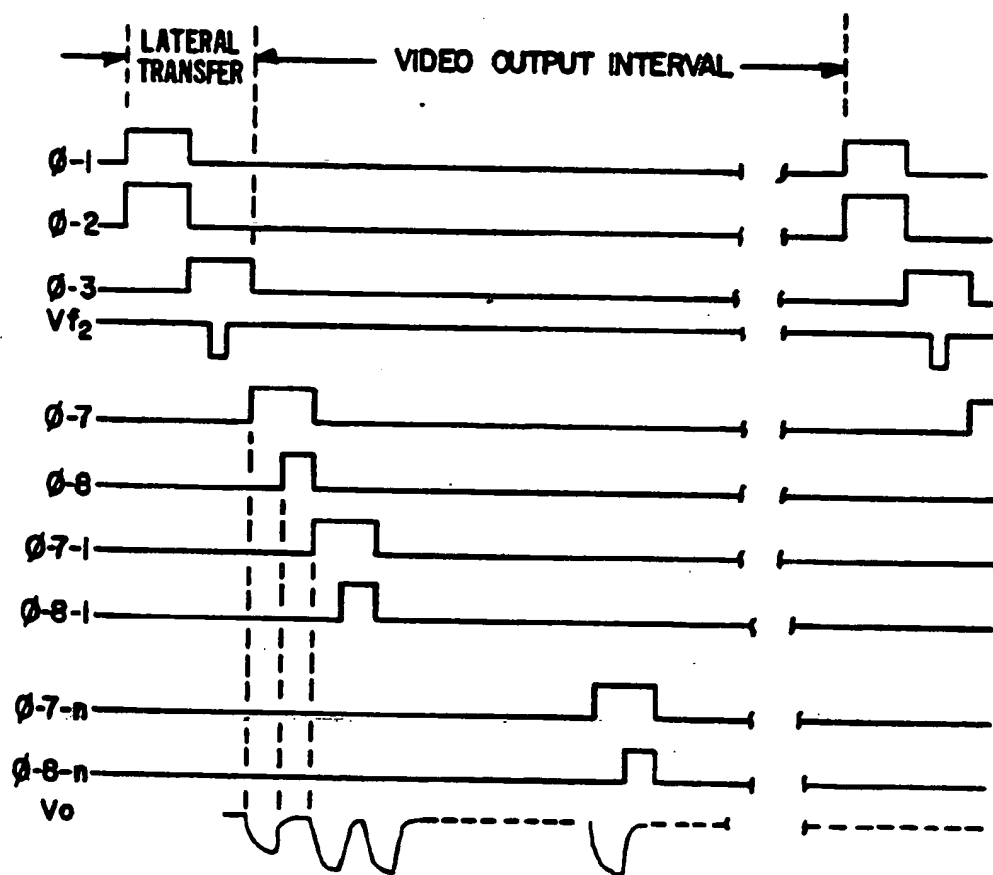 LATERAL
TRANSFER
VIDEO OUTPUT INTERVAL
Ø-1
Ø-2
Ø-3
Vf₂
Ø-7
Ø-8
Ø-7-1
Ø-8-1
Ø-7-n
Ø-8-n
Vo